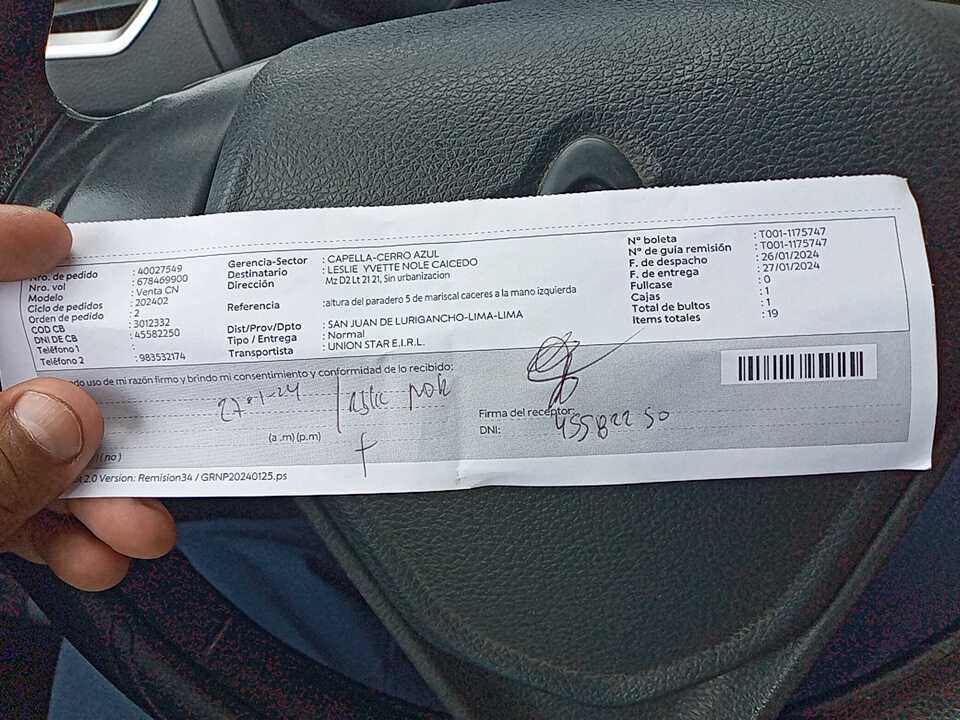 Nro. de pedido : 40027549
Nro. vol : 678469900
Modelo : Venta CN
Ciclo de pedidos : 202402
Orden de pedido : 2
COD CB : 3012332
DNI DE CB : 45582250
Teléfono 1 :
Teléfono 2 : 983532174
Gerencia-Sector : CAPELLA-CERRO AZUL
Destinatario : LESLIE YVETTE NOLE CAICEDO
Dirección Mz D2 Lt 21 21, Sin urbanizacion
Referencia :altura del paradero 5 de mariscal caceres a la mano izquierda
Dist/Prov/Dpto : SAN JUAN DE LURIGANCHO-LIMA-LIMA
Tipo / Entrega : Normal
Transportista : UNION STAR E.I.R.L.
N° boleta : T001-1175747
N° de guía remisión : T001-1175747
F. de despacho : 26/01/2024
F. de entrega : 27/01/2024
Fullcase : 0
Cajas : 1
Total de bultos : 1
Items totales : 19
uso de mi razón firmo y brindo mi consentimiento y conformidad de lo recibido:
27-01-24 Leslie Nole
(a .m) (p.m)
(no)
Firma del receptor:
DNI: 45582250
2.0 Version: Remision34 / GRNP20240125.ps